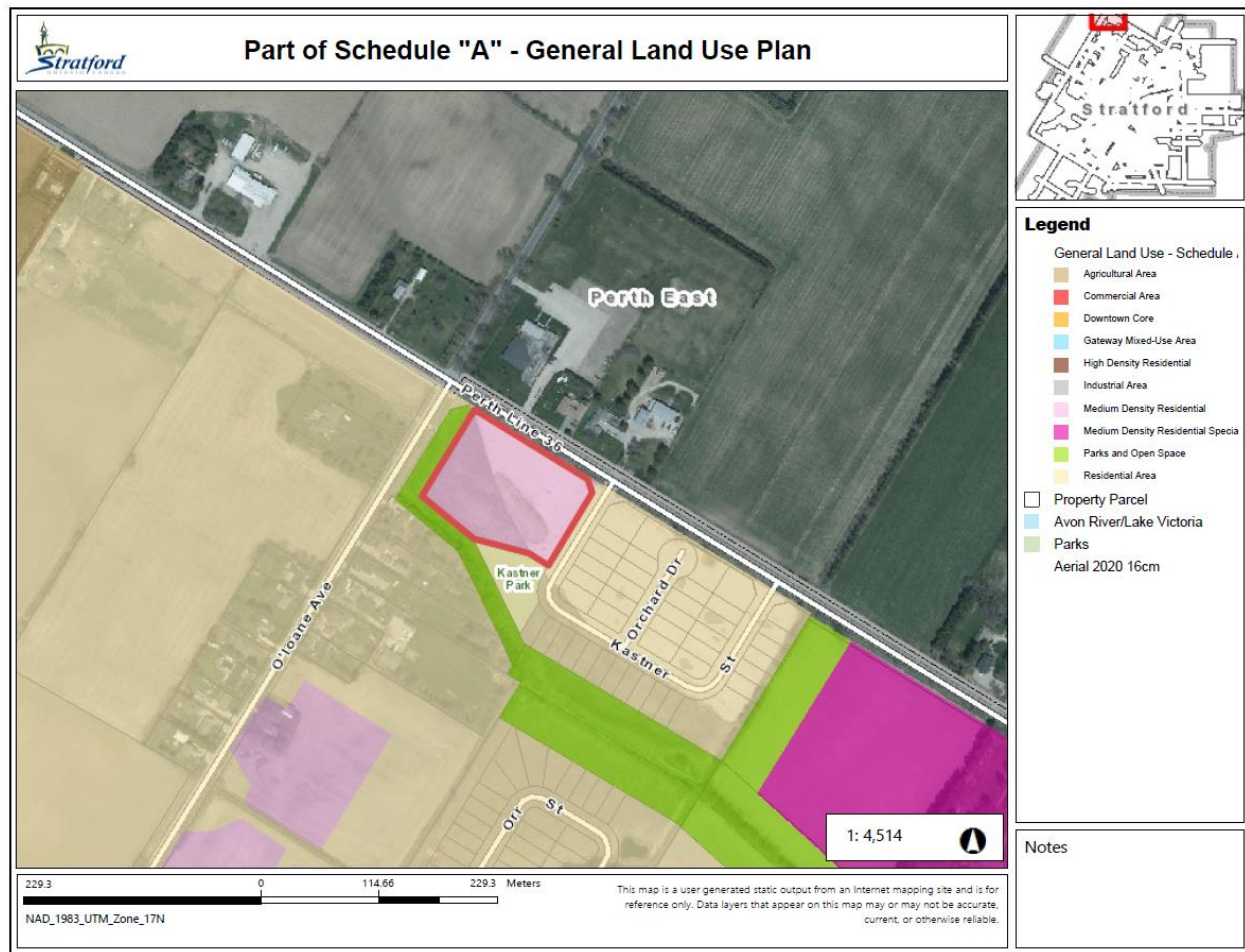 Stratford
ONTARIO CANADA
Part of Schedule "A" - General Land Use Plan
Stratford
Perth East
Perth Line 36
Kastner
Park
O'loane Ave
Orchard Dr
Kastner
St
Orr
St
1: 4,514
Legend
General Land Use - Schedule
Agricultural Area
Commercial Area
Downtown Core
Gateway Mixed-Use Area
High Density Residential
Industrial Area
Medium Density Residential
Medium Density Residential Specia
Parks and Open Space
Residential Area
Property Parcel
Avon River/Lake Victoria
Parks
Aerial 2020 16cm
Notes
229.3 0 114.66 229.3 Meters
NAD_1983_UTM_Zone_17N
This map is a user generated static output from an Internet mapping site and is for
reference only. Data layers that appear on this map may or may not be accurate,
current, or otherwise reliable.